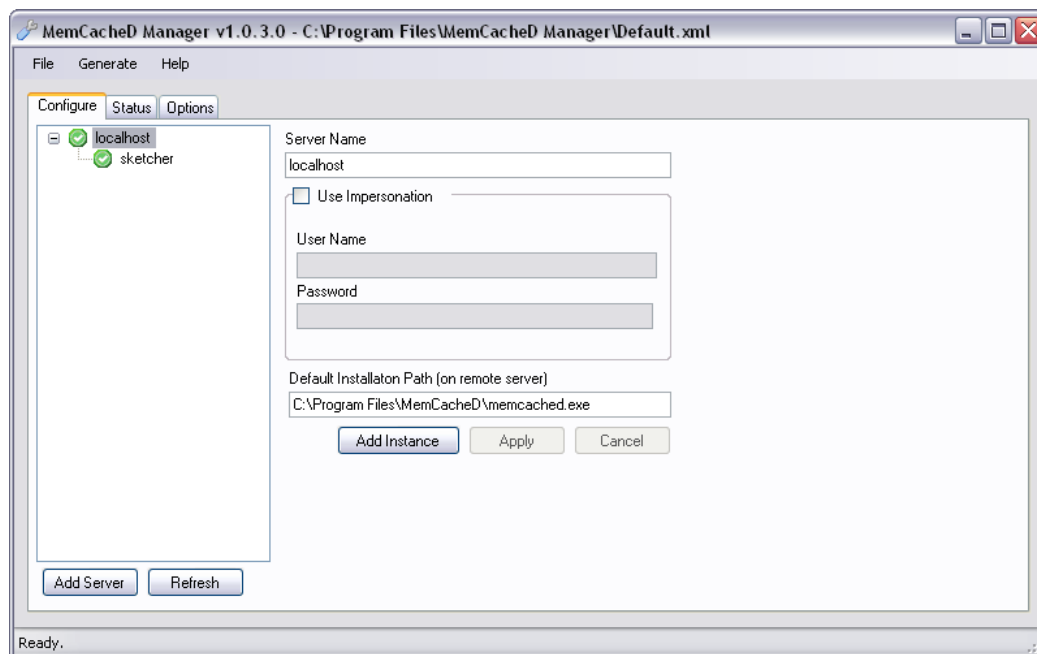 MemCacheD Manager v1.0.3.0 - C:\Program Files\MemCacheD Manager\Default.xml
File Generate Help
Configure Status Options
localhost
sketcher
Server Name
localhost
Use Impersonation
User Name
Password
Default Installaton Path (on remote server)
C:\Program Files\MemCacheD\memcached.exe
Add Instance Apply Cancel
Add Server Refresh
Ready.